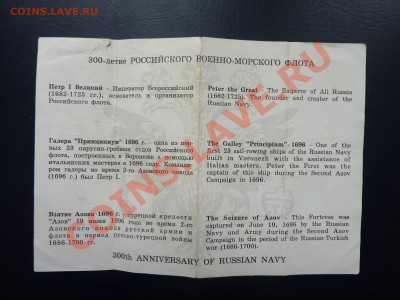 COINS.LAVE.RU
300-летие РОССИЙСКОГО ВОЕННО-МОРСКОГО ФЛОТА
Петр I Великий - Император Всероссийский
(1682-1725 гг.), основатель и организатор
Российского флота.
Peter the Great - The Emperor of All Russia
(1682-1725). The founder and creater of the
Russian Navy.
Галера "Принципиум" 1696 г. - одна из первых
23 парусно-гребных судов Российского
флота, построенных в Воронеже с помощью
итальянских мастеров в 1696 году. Командиром
галеры во время 2-го Азовского похода
(1696 г.) был Петр I.
The Galley "Principium" -1696 - One of the
first 23 sail-rowing ships of the Russian Navy
built in Voronezh with the assistance of
Italian masters. Peter the First was the
captain of this ship during the Second Azov
Campaign in 1696.
Взятие Азова -1696 г. - турецкой крепости
"Азов" 19 июня 1696 года во время 2-го
Азовского похода русской армии и
флота в период русско-турецкой войны
1686-1700 гг.
The Seizure of Azov - This Fortress was
captured on June 19, 1696 by the Russian
Navy and Army during the Second Azov
Campaign in the period of the Russian-Turkish
war (1686-1700).
300th ANNIVERSARY OF RUSSIAN NAVY